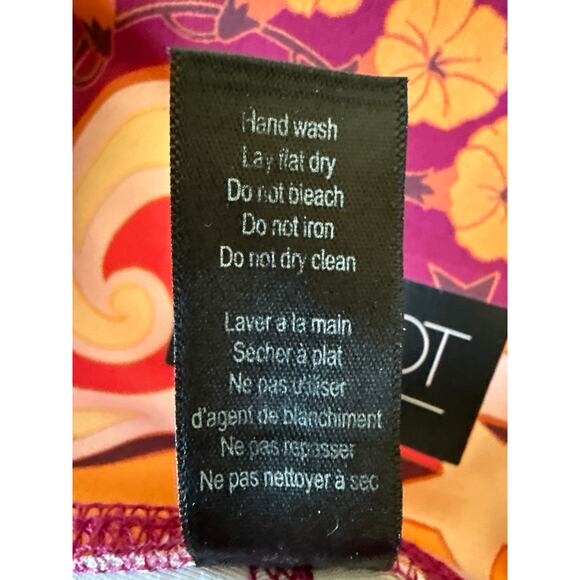 Hand wash
Lay flat dry
Do not bleach
Do not iron
Do not dry clean
Laver a la main
Sécher à plat
Ne pas utiliser
d'agent de blanchiment
Ne pas repasser
Ne pas nettoyer à sec
OT